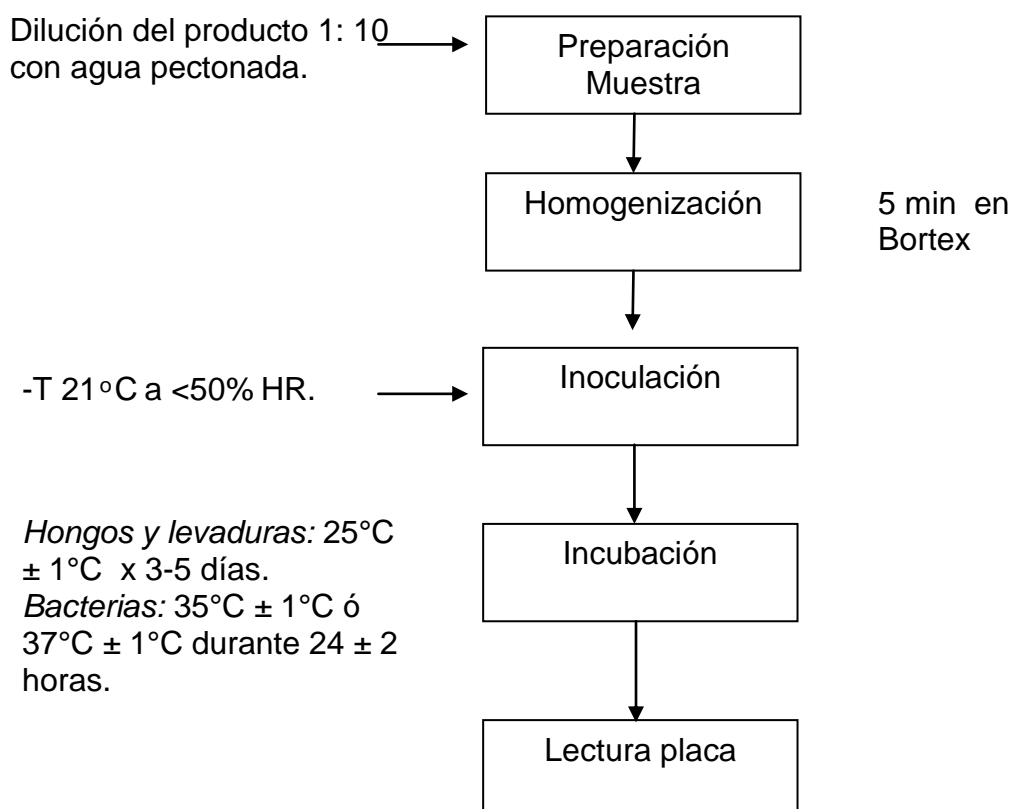 Dilución del producto 1: 10
con agua pectonada.
Preparación
Muestra
Homogenización
5 min en
Bortex
-T 21°C a <50% HR.
Inoculación
Hongos y levaduras: 25°C
± 1°C x 3-5 días.
Bacterias: 35°C ± 1°C ó
37°C ± 1°C durante 24 ± 2
horas.
Incubación
Lectura placa